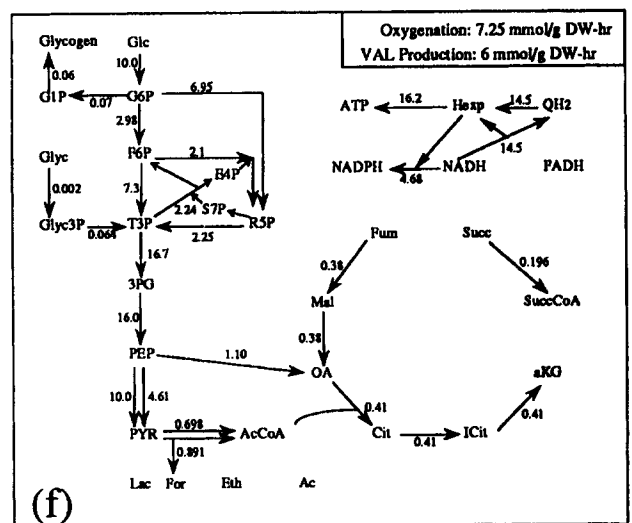 Oxygenation: 7.25 mmol/g DW-hr
VAL Production: 6 mmol/g DW-hr
Glycogen Glc
0.06 10.0
G1P 0.07 G6P 6.95
2.98
ATP 16.2 Hexp 14.5 QH2
Glyc F6P 2.1
E4P
NADPH 4.68 NADH 14.5 FADH
0.002 7.3 2.24 S7P
Glyc3P 0.064 T3P 2.25 R5P
16.7
Fum Succ
0.38 0.196
3PG Mal SuccCoA
16.0 0.38
PEP 1.10 OA aKG
10.0 4.61 0.41 0.41
PYR 0.698 AcCoA Cit 0.41 ICit
0.891
Lac For Eth Ac
(f)